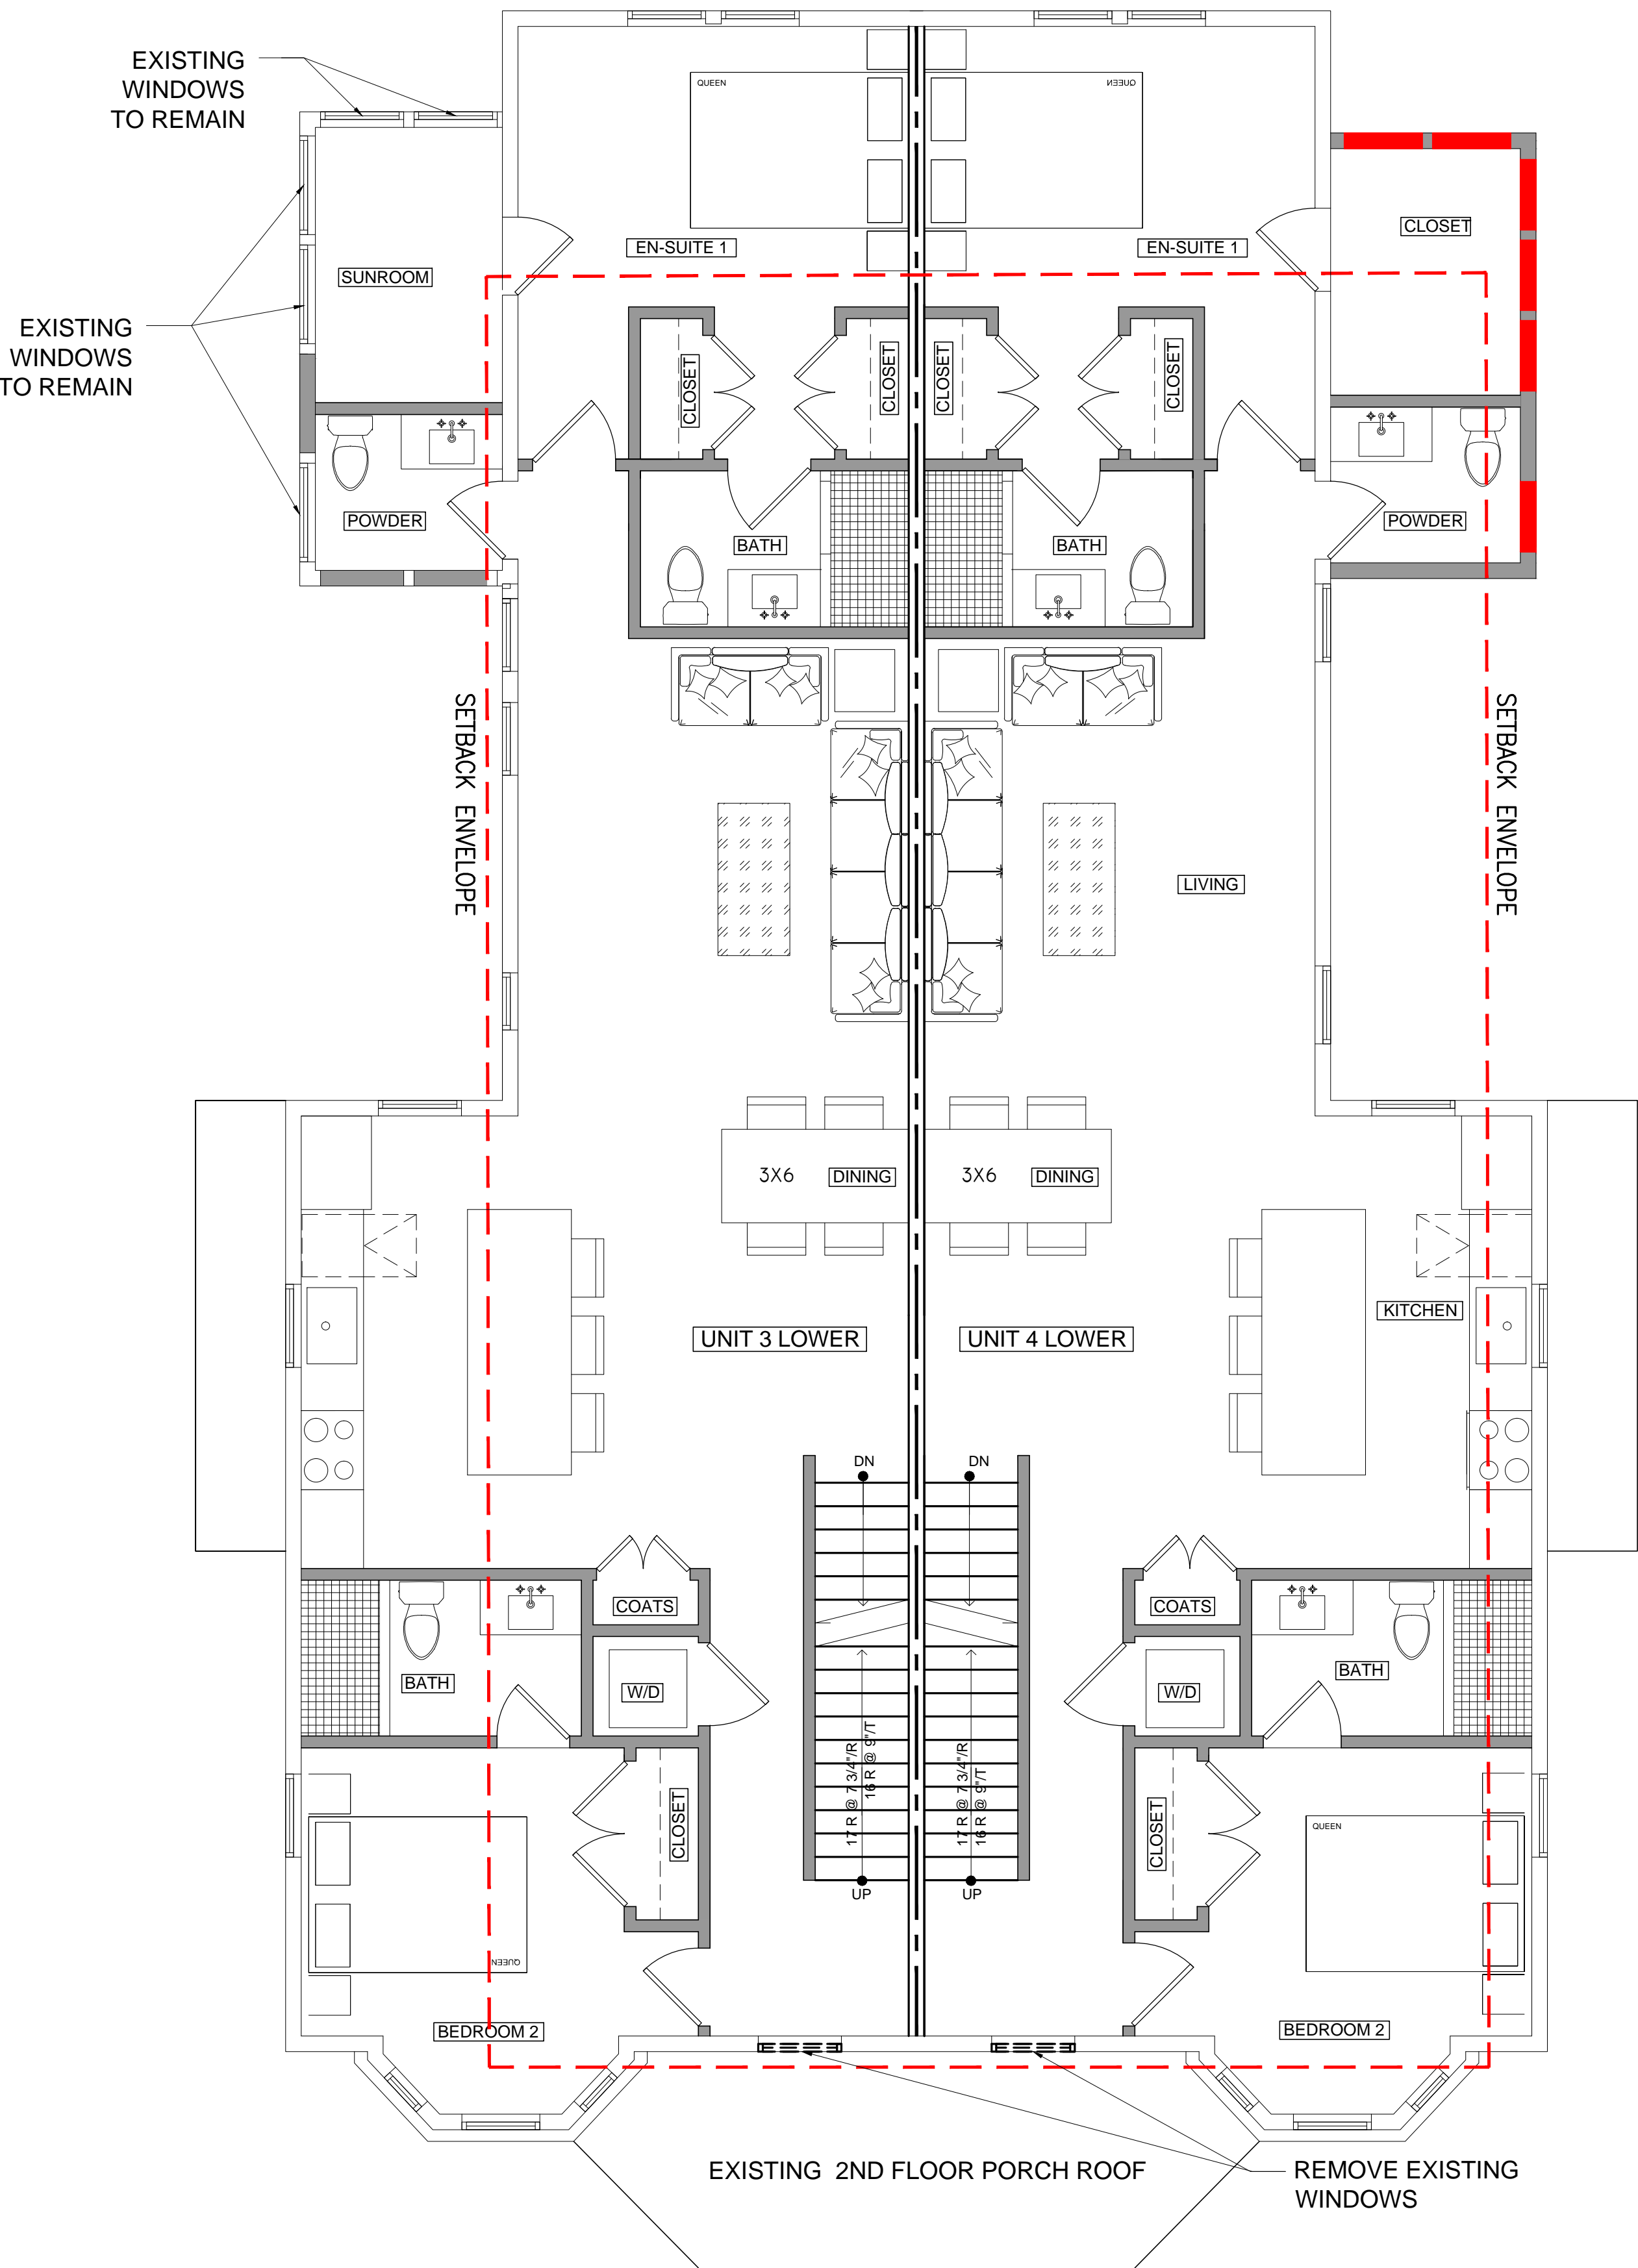 EXISTING
WINDOWS
TO REMAIN
QUEEN
QUEEN
CLOSET
EN-SUITE 1
EN-SUITE 1
SUNROOM
EXISTING
WINDOWS
TO REMAIN
CLOSET
CLOSET
CLOSET
CLOSET
POWDER
POWDER
BATH
BATH
SETBACK ENVELOPE
SETBACK ENVELOPE
LIVING
3X6
DINING
3X6
DINING
KITCHEN
UNIT 3 LOWER
UNIT 4 LOWER
DN
DN
COATS
COATS
BATH
W/D
W/D
BATH
17 R @ 7 3/4"/R
16 R @ 9"/T
17 R @ 7 3/4"/R
16 R @ 9"/T
CLOSET
CLOSET
QUEEN
UP
UP
QUEEN
BEDROOM 2
BEDROOM 2
EXISTING 2ND FLOOR PORCH ROOF
REMOVE EXISTING
WINDOWS